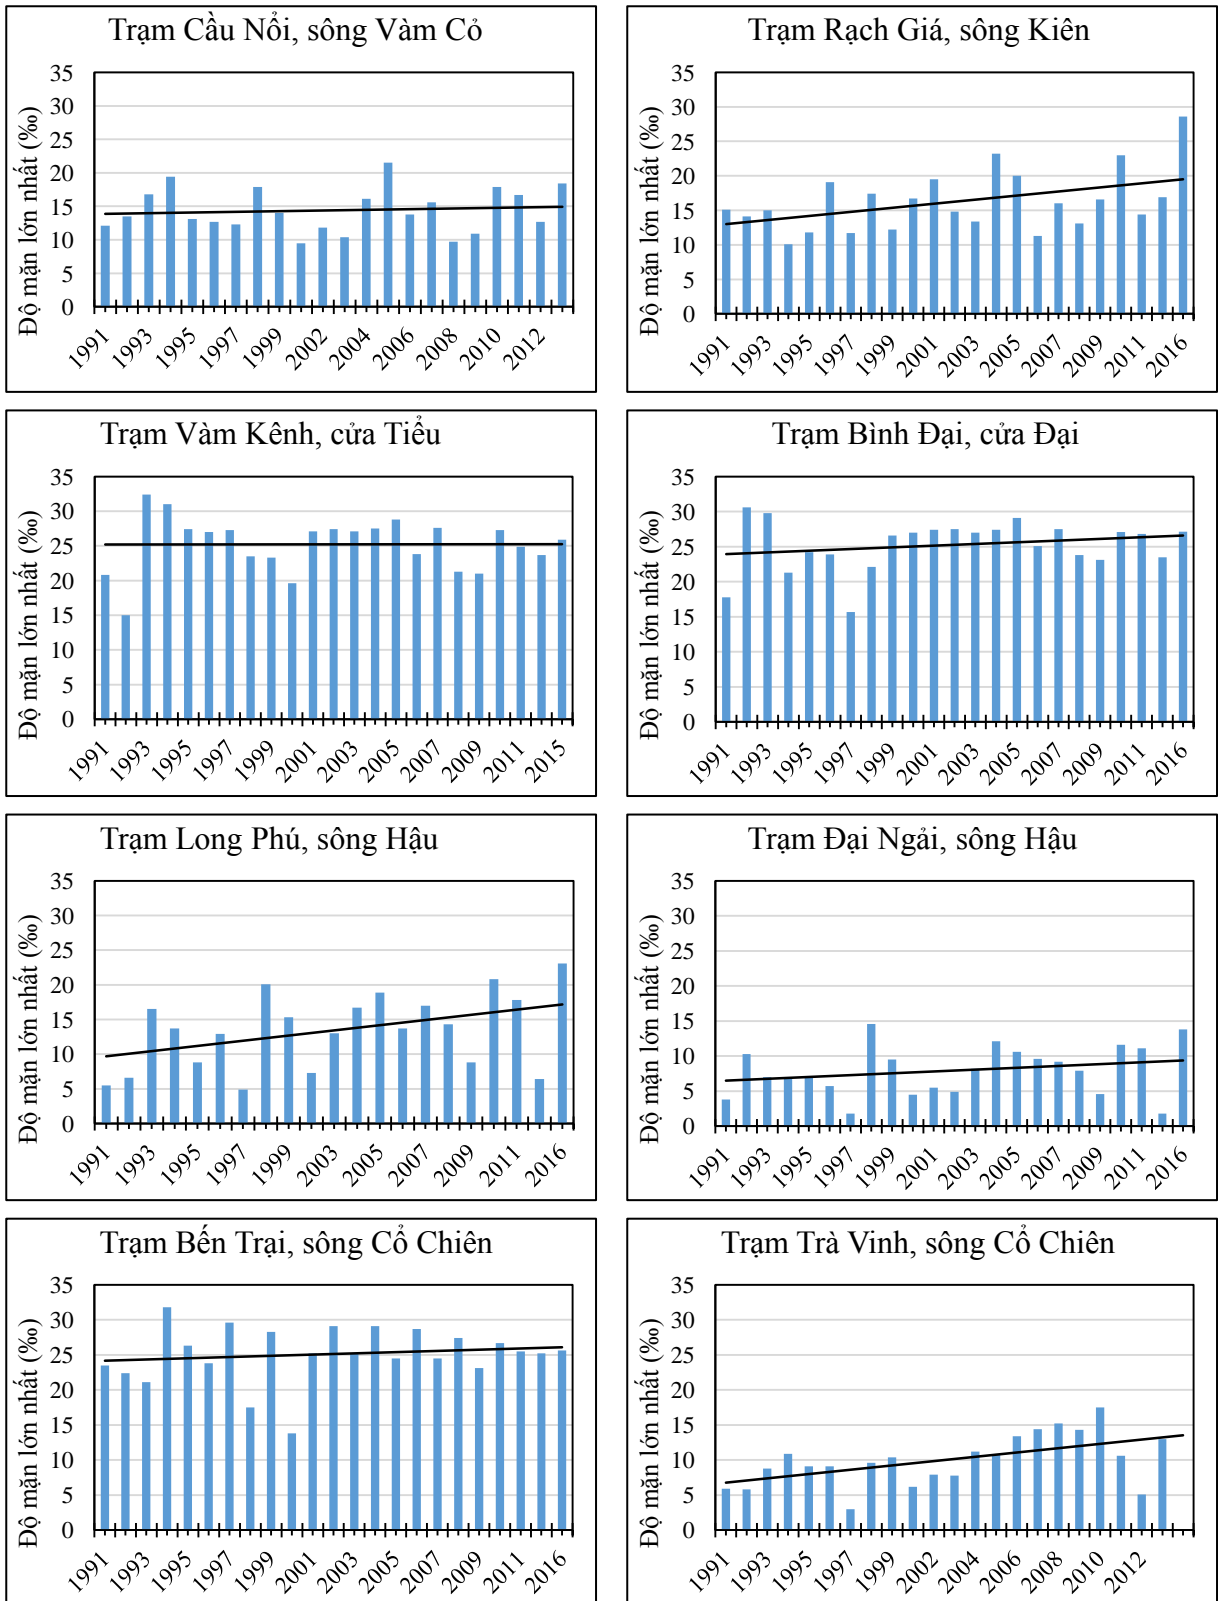 Trạm Cầu Nổi, sông Vàm Cỏ
Độ mặn lớn nhất (‰)
35
30
25
20
15
10
5
0
1991 1993 1995 1997 1999 2002 2004 2006 2008 2010 2012
Trạm Rạch Giá, sông Kiên
Độ mặn lớn nhất (‰)
35
30
25
20
15
10
5
0
1991 1993 1995 1997 1999 2001 2003 2005 2007 2009 2011 2016
Trạm Vàm Kênh, cửa Tiểu
Độ mặn lớn nhất (‰)
35
30
25
20
15
10
5
0
1991 1993 1995 1997 1999 2001 2003 2005 2007 2009 2011 2015
Trạm Bình Đại, cửa Đại
Độ mặn lớn nhất (‰)
35
30
25
20
15
10
5
0
1991 1993 1995 1997 1999 2001 2003 2005 2007 2009 2011 2016
Trạm Long Phú, sông Hậu
Độ mặn lớn nhất (‰)
35
30
25
20
15
10
5
0
1991 1993 1995 1997 1999 2003 2005 2007 2009 2011 2016
Trạm Đại Ngải, sông Hậu
Độ mặn lớn nhất (‰)
35
30
25
20
15
10
5
0
1991 1993 1995 1997 1999 2001 2003 2005 2007 2009 2011 2016
Trạm Bến Trại, sông Cổ Chiên
Độ mặn lớn nhất (‰)
35
30
25
20
15
10
5
0
1991 1993 1995 1997 1999 2001 2003 2005 2007 2009 2011 2016
Trạm Trà Vinh, sông Cổ Chiên
Độ mặn lớn nhất (‰)
35
30
25
20
15
10
5
0
1991 1993 1995 1997 1999 2002 2004 2006 2008 2010 2012